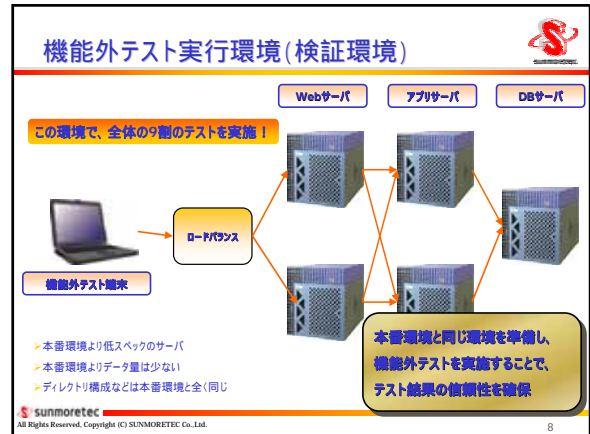 機能外テスト実行環境(検証環境)
SUNMORETEC
Webサーバ
アプリサーバ
DBサーバ
この環境で、全体の9割のテストを実施！
ロードバランス
機能外テスト端末
本番環境と同じ環境を準備し、
機能外テストを実施することで、
テスト結果の信頼性を確保
➢本番環境より低スペックのサーバ
➢本番環境よりデータ量は少ない
➢ディレクトリ構成などは本番環境と全く同じ
sunmoretec
All Rights Reserved, Copyright (C) SUNMORETEC Co.,Ltd.
8